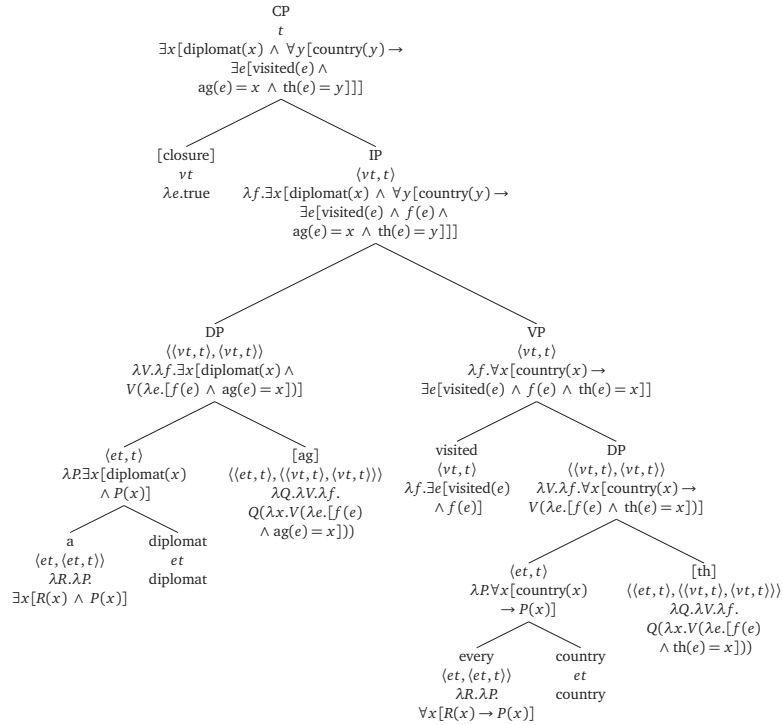 CP
t
∃x[diplomat(x) ∧ ∀y[country(y) →
∃e[visited(e) ∧
ag(e) = x ∧ th(e) = y]]]
[closure]
vt
λe.true
IP
⟨vt, t⟩
λf.∃x[diplomat(x) ∧ ∀y[country(y) →
∃e[visited(e) ∧ f(e) ∧
ag(e) = x ∧ th(e) = y]]]
DP
⟨⟨vt, t⟩, ⟨vt, t⟩⟩
λV.λf.∃x[diplomat(x) ∧
V(λe.[f(e) ∧ ag(e) = x])]
VP
⟨vt, t⟩
λf.∀x[country(x) →
∃e[visited(e) ∧ f(e) ∧ th(e) = x]]
⟨et, t⟩
λP.∃x[diplomat(x)
∧ P(x)]
[ag]
⟨⟨et, t⟩, ⟨⟨vt, t⟩, ⟨vt, t⟩⟩⟩
λQ.λV.λf.
Q(λx.V(λe.[f(e)
∧ ag(e) = x]))
visited
⟨vt, t⟩
λf.∃e[visited(e)
∧ f(e)]
DP
⟨⟨vt, t⟩, ⟨vt, t⟩⟩
λV.λf.∀x[country(x) →
V(λe.[f(e) ∧ th(e) = x])]
a
⟨et, ⟨et, t⟩⟩
λR.λP.
∃x[R(x) ∧ P(x)]
diplomat
et
diplomat
⟨et, t⟩
λP.∀x[country(x)
→ P(x)]
[th]
⟨⟨et, t⟩, ⟨⟨vt, t⟩, ⟨vt, t⟩⟩⟩
λQ.λV.λf.
Q(λx.V(λe.[f(e)
∧ th(e) = x]))
every
⟨et, ⟨et, t⟩⟩
λR.λP.
∀x[R(x) → P(x)]
country
et
country